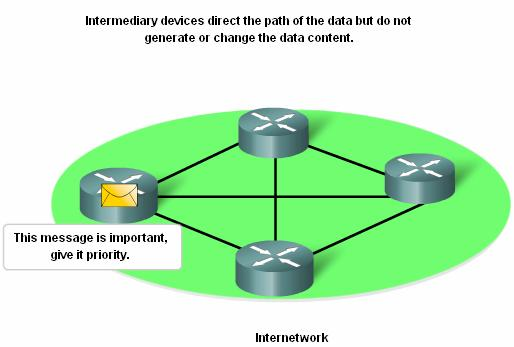 Intermediary devices direct the path of the data but do not
generate or change the data content.
This message is important,
give it priority.
Internetwork